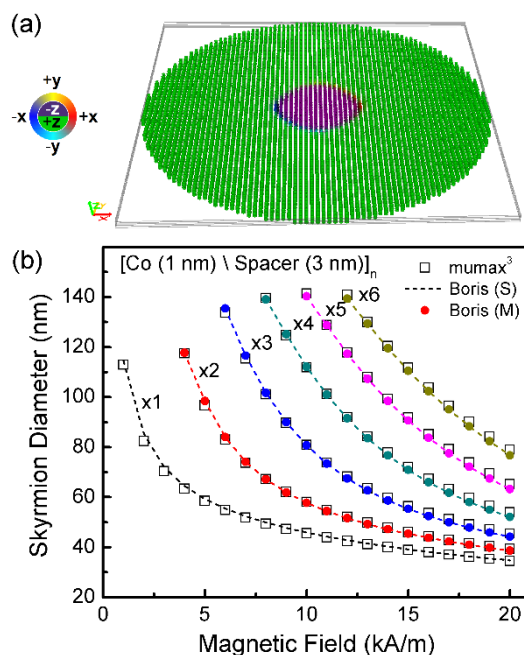 (a)
+y
-z
-x
+x
+z
-y
z
x
(b)
[Co (1 nm) \ Spacer (3 nm)]n
mumax³
Boris (S)
Boris (M)
140
120
100
80
60
40
20
x1
x2
x3
x4
x5
x6
Skyrmion Diameter (nm)
0
5
10
15
20
Magnetic Field (kA/m)